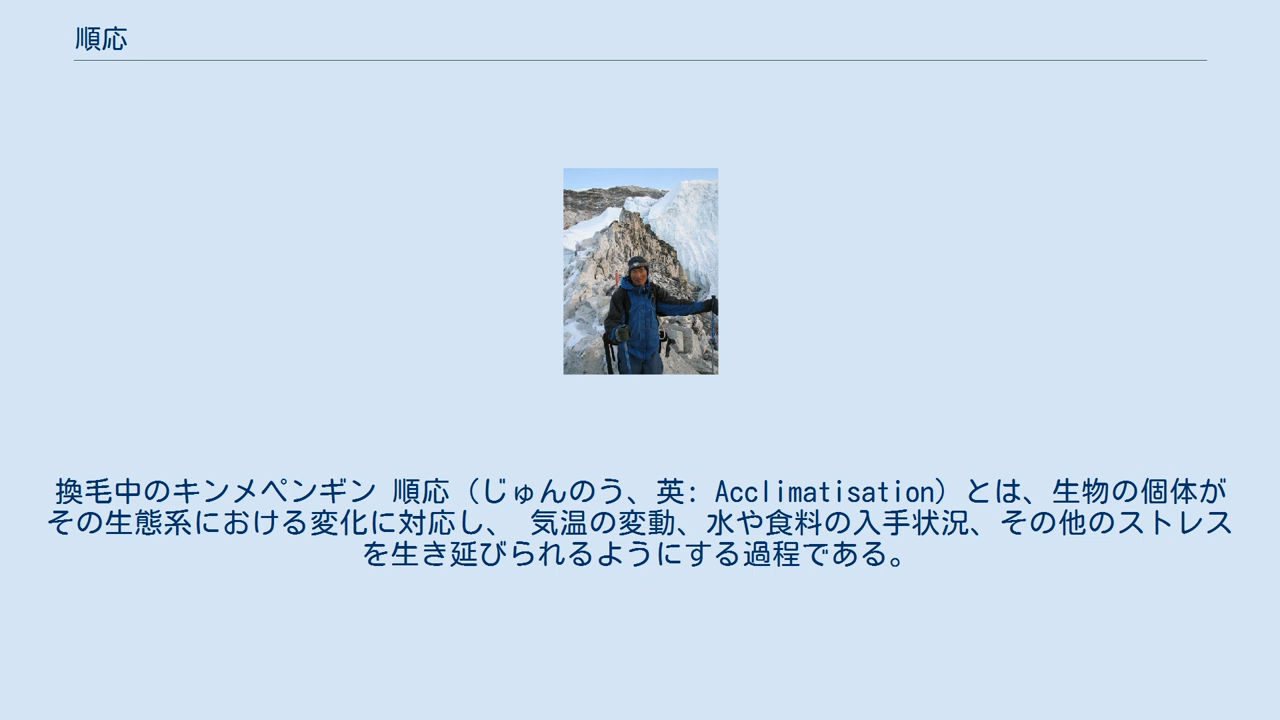 順応
換毛中のキンメペンギン 順応（じゅんのう、英: Acclimatisation）とは、生物の個体が
その生態系における変化に対応し、 気温の変動、水や食料の入手状況、その他のストレス
を生き延びられるようにする過程である。